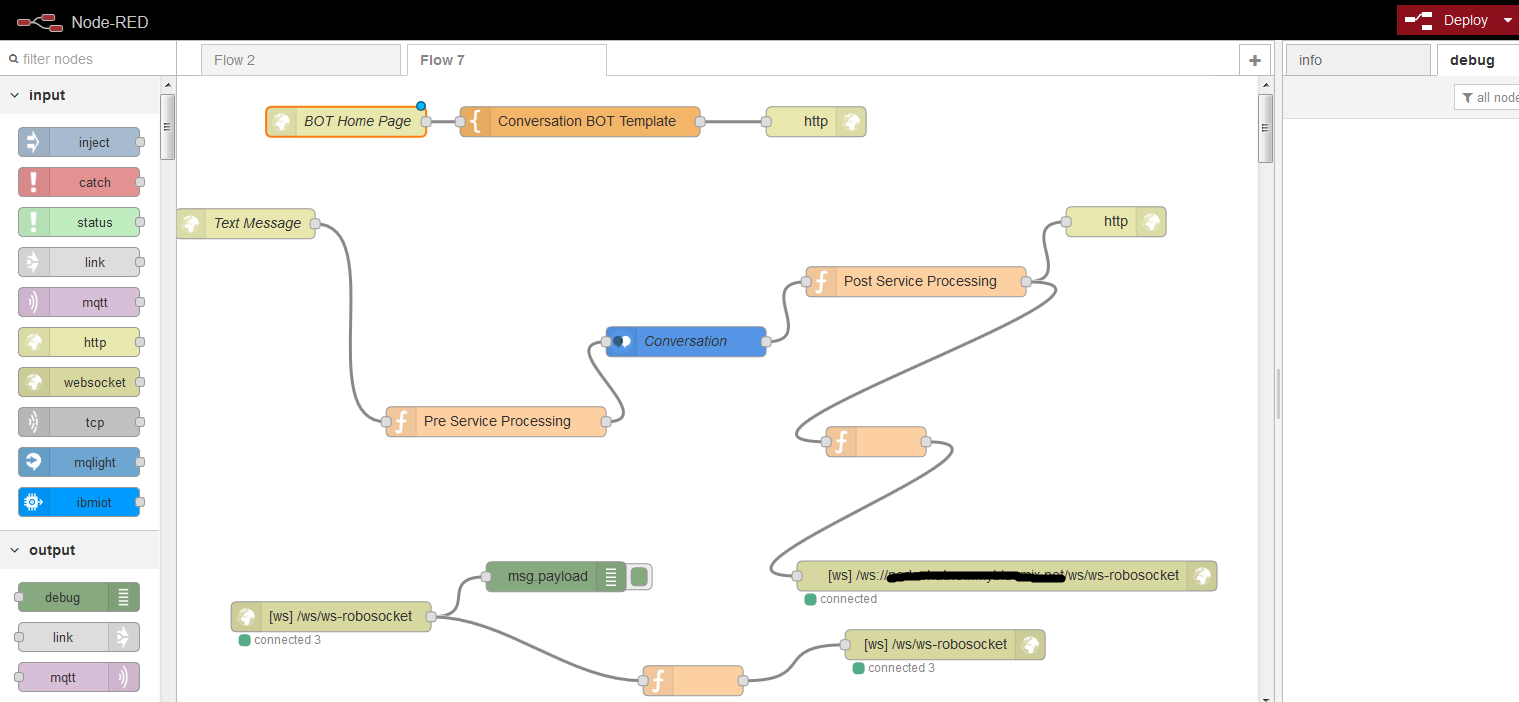 Node-RED
Deploy
filter nodes
Flow 2
Flow 7
info
debug
all node
input
inject
catch
status
link
mqtt
http
websocket
tcp
mqlight
ibmiot
output
debug
link
mqtt
BOT Home Page
Conversation BOT Template
http
Text Message
http
Post Service Processing
Conversation
Pre Service Processing
msg.payload
[ws] /ws:// /ws/ws-robosocket
connected
[ws] /ws/ws-robosocket
connected 3
[ws] /ws/ws-robosocket
connected 3